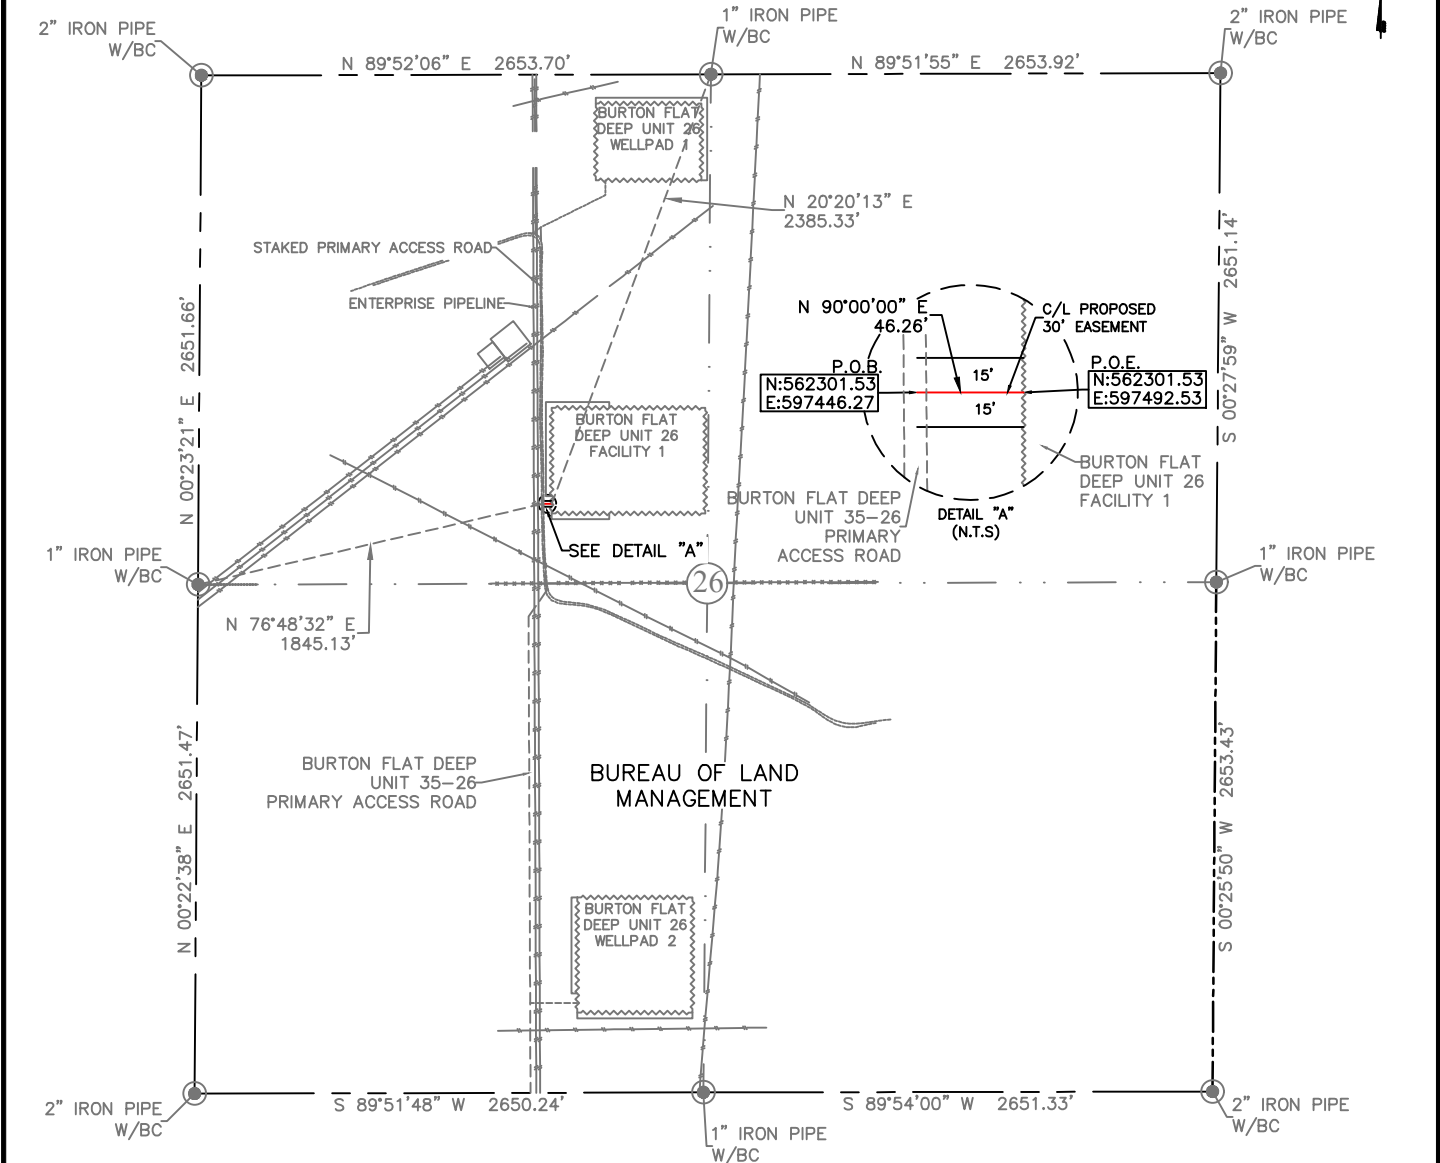 2" IRON PIPE
W/BC
1" IRON PIPE
W/BC
2" IRON PIPE
W/BC
N 89°52'06" E 2653.70'
N 89°51'55" E 2653.92'
BURTON FLAT
DEEP UNIT 26
WELLPAD 1
N 20°20'13" E
2385.33'
STAKED PRIMARY ACCESS ROAD
ENTERPRISE PIPELINE
N 00°23'21" E 2651.66'
S 00°27'59" W 2651.14'
N 90°00'00" E
46.26'
C/L PROPOSED
30' EASEMENT
P.O.B.
N:562301.53
E:597446.27
15'
15'
P.O.E.
N:562301.53
E:597492.53
BURTON FLAT
DEEP UNIT 26
FACILITY 1
BURTON FLAT
DEEP UNIT 26
FACILITY 1
BURTON FLAT DEEP
UNIT 35-26
PRIMARY
ACCESS ROAD
DETAIL "A"
(N.T.S)
SEE DETAIL "A"
1" IRON PIPE
W/BC
26
1" IRON PIPE
W/BC
N 76°48'32" E
1845.13'
N 00°22'38" E 2651.47'
S 00°25'50" W 2653.43'
BURTON FLAT DEEP
UNIT 35-26
PRIMARY ACCESS ROAD
BUREAU OF LAND
MANAGEMENT
BURTON FLAT
DEEP UNIT 26
WELLPAD 2
S 89°51'48" W 2650.24'
S 89°54'00" W 2651.33'
2" IRON PIPE
W/BC
1" IRON PIPE
W/BC
2" IRON PIPE
W/BC